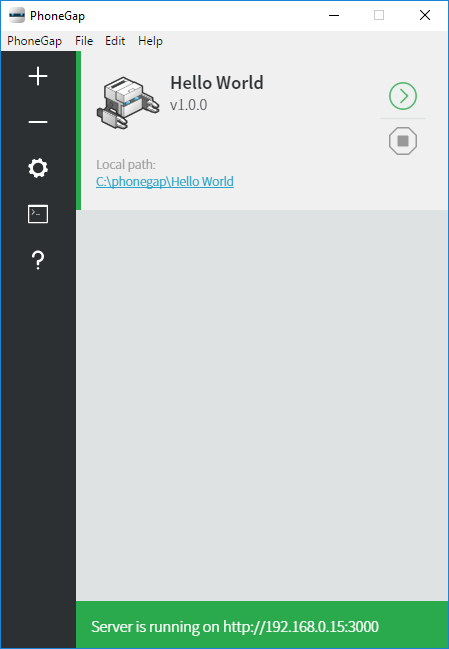 PhoneGap
PhoneGap File Edit Help
Hello World
v1.0.0
Local path:
C:\phonegap\Hello World
Server is running on http://192.168.0.15:3000